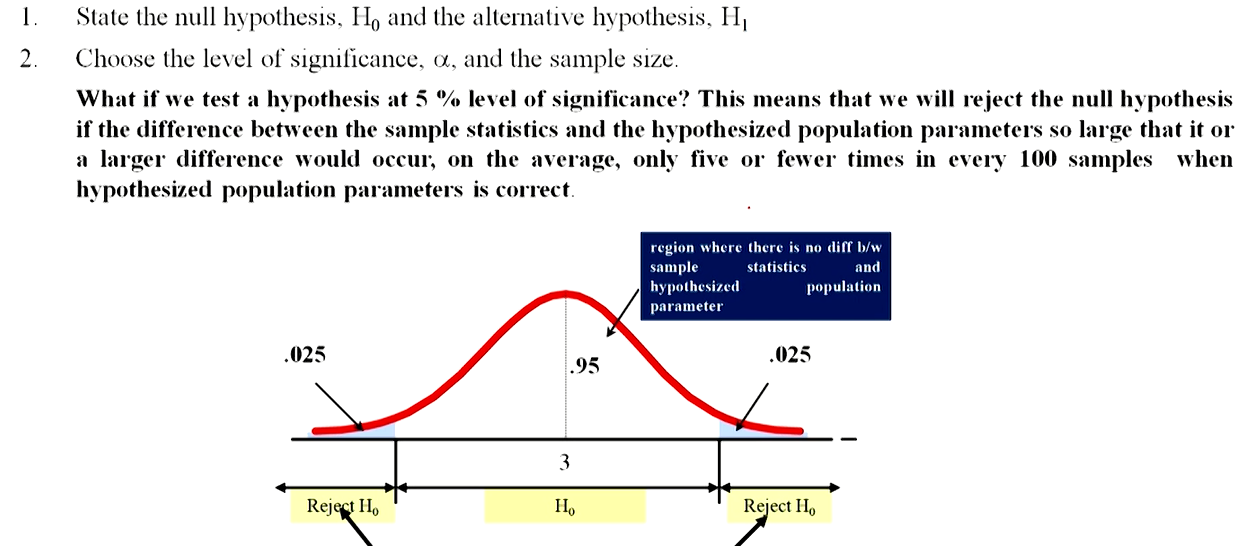 1. State the null hypothesis, H₀ and the alternative hypothesis, H₁
2. Choose the level of significance, α, and the sample size.
What if we test a hypothesis at 5 % level of significance? This means that we will reject the null hypothesis
if the difference between the sample statistics and the hypothesized population parameters so large that it or
a larger difference would occur, on the average, only five or fewer times in every 100 samples when
hypothesized population parameters is correct.
region where there is no diff b/w
sample statistics and
hypothesized population
parameter
.025
.95
.025
3
Reject H₀
H₀
Reject H₀